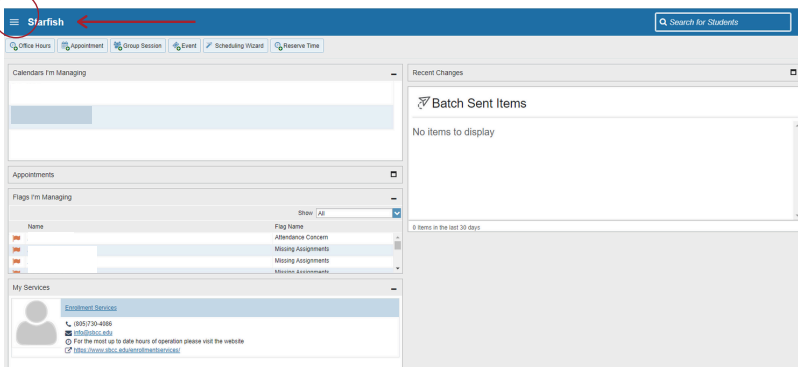 Starfish
Search for Students
Office Hours Appointment Group Session Event Scheduling Wizard Reserve Time
Calendars I'm Managing
Recent Changes
Batch Sent Items
No items to display
0 items in the last 30 days
Appointments
Flags I'm Managing
Show All
Name Flag Name
Attendance Concern
Missing Assignments
Missing Assignments
Missing Assignments
My Services
Enrollment Services
(805)730-4086
info@sbcc.edu
For the most up to date hours of operation please visit the website
https://www.sbcc.edu/enrollmentservices/